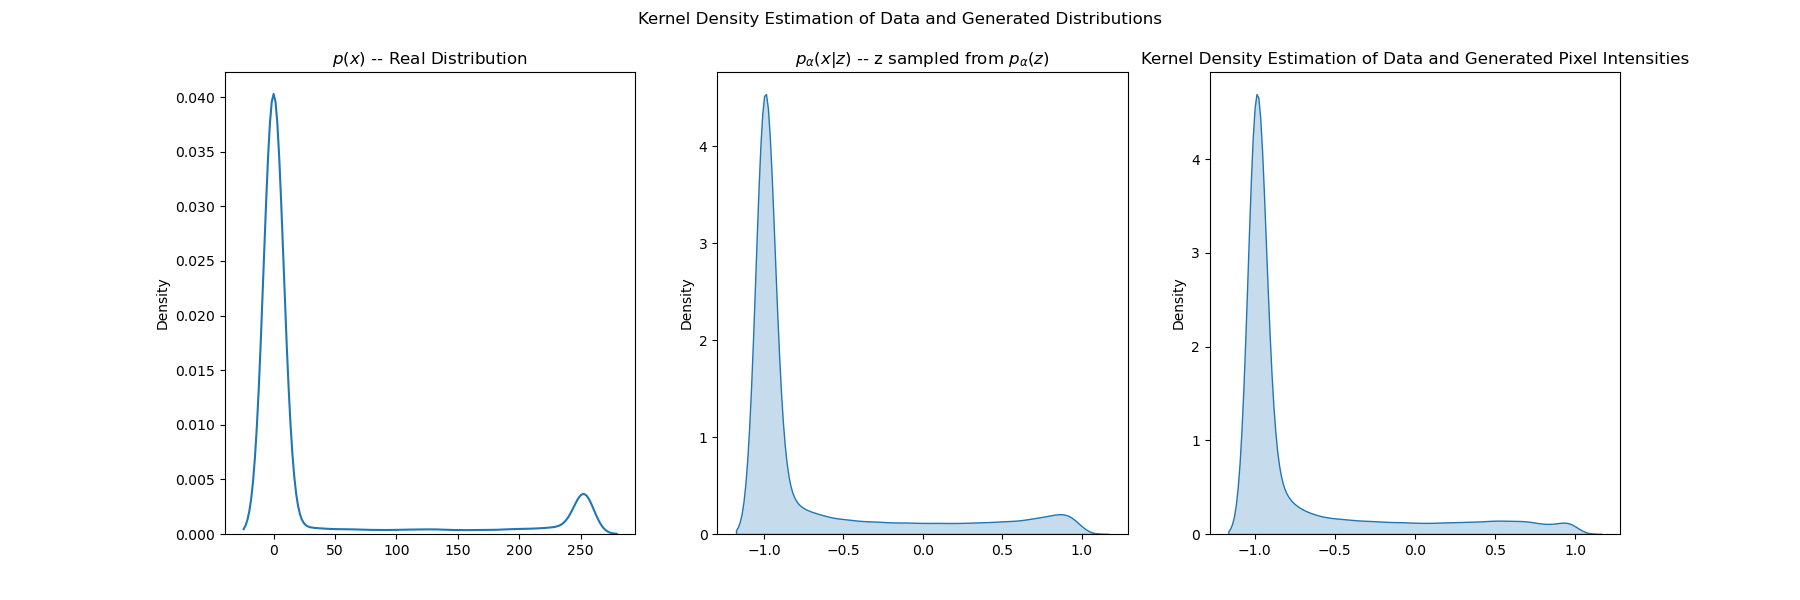 Kernel Density Estimation of Data and Generated Distributions
p(x) -- Real Distribution
Density
0.040
0.035
0.030
0.025
0.020
0.015
0.010
0.005
0.000
0 50 100 150 200 250
pα(x|z) -- z sampled from pα(z)
Density
4
3
2
1
0
−1.0 −0.5 0.0 0.5 1.0
Kernel Density Estimation of Data and Generated Pixel Intensities
Density
4
3
2
1
0
−1.0 −0.5 0.0 0.5 1.0